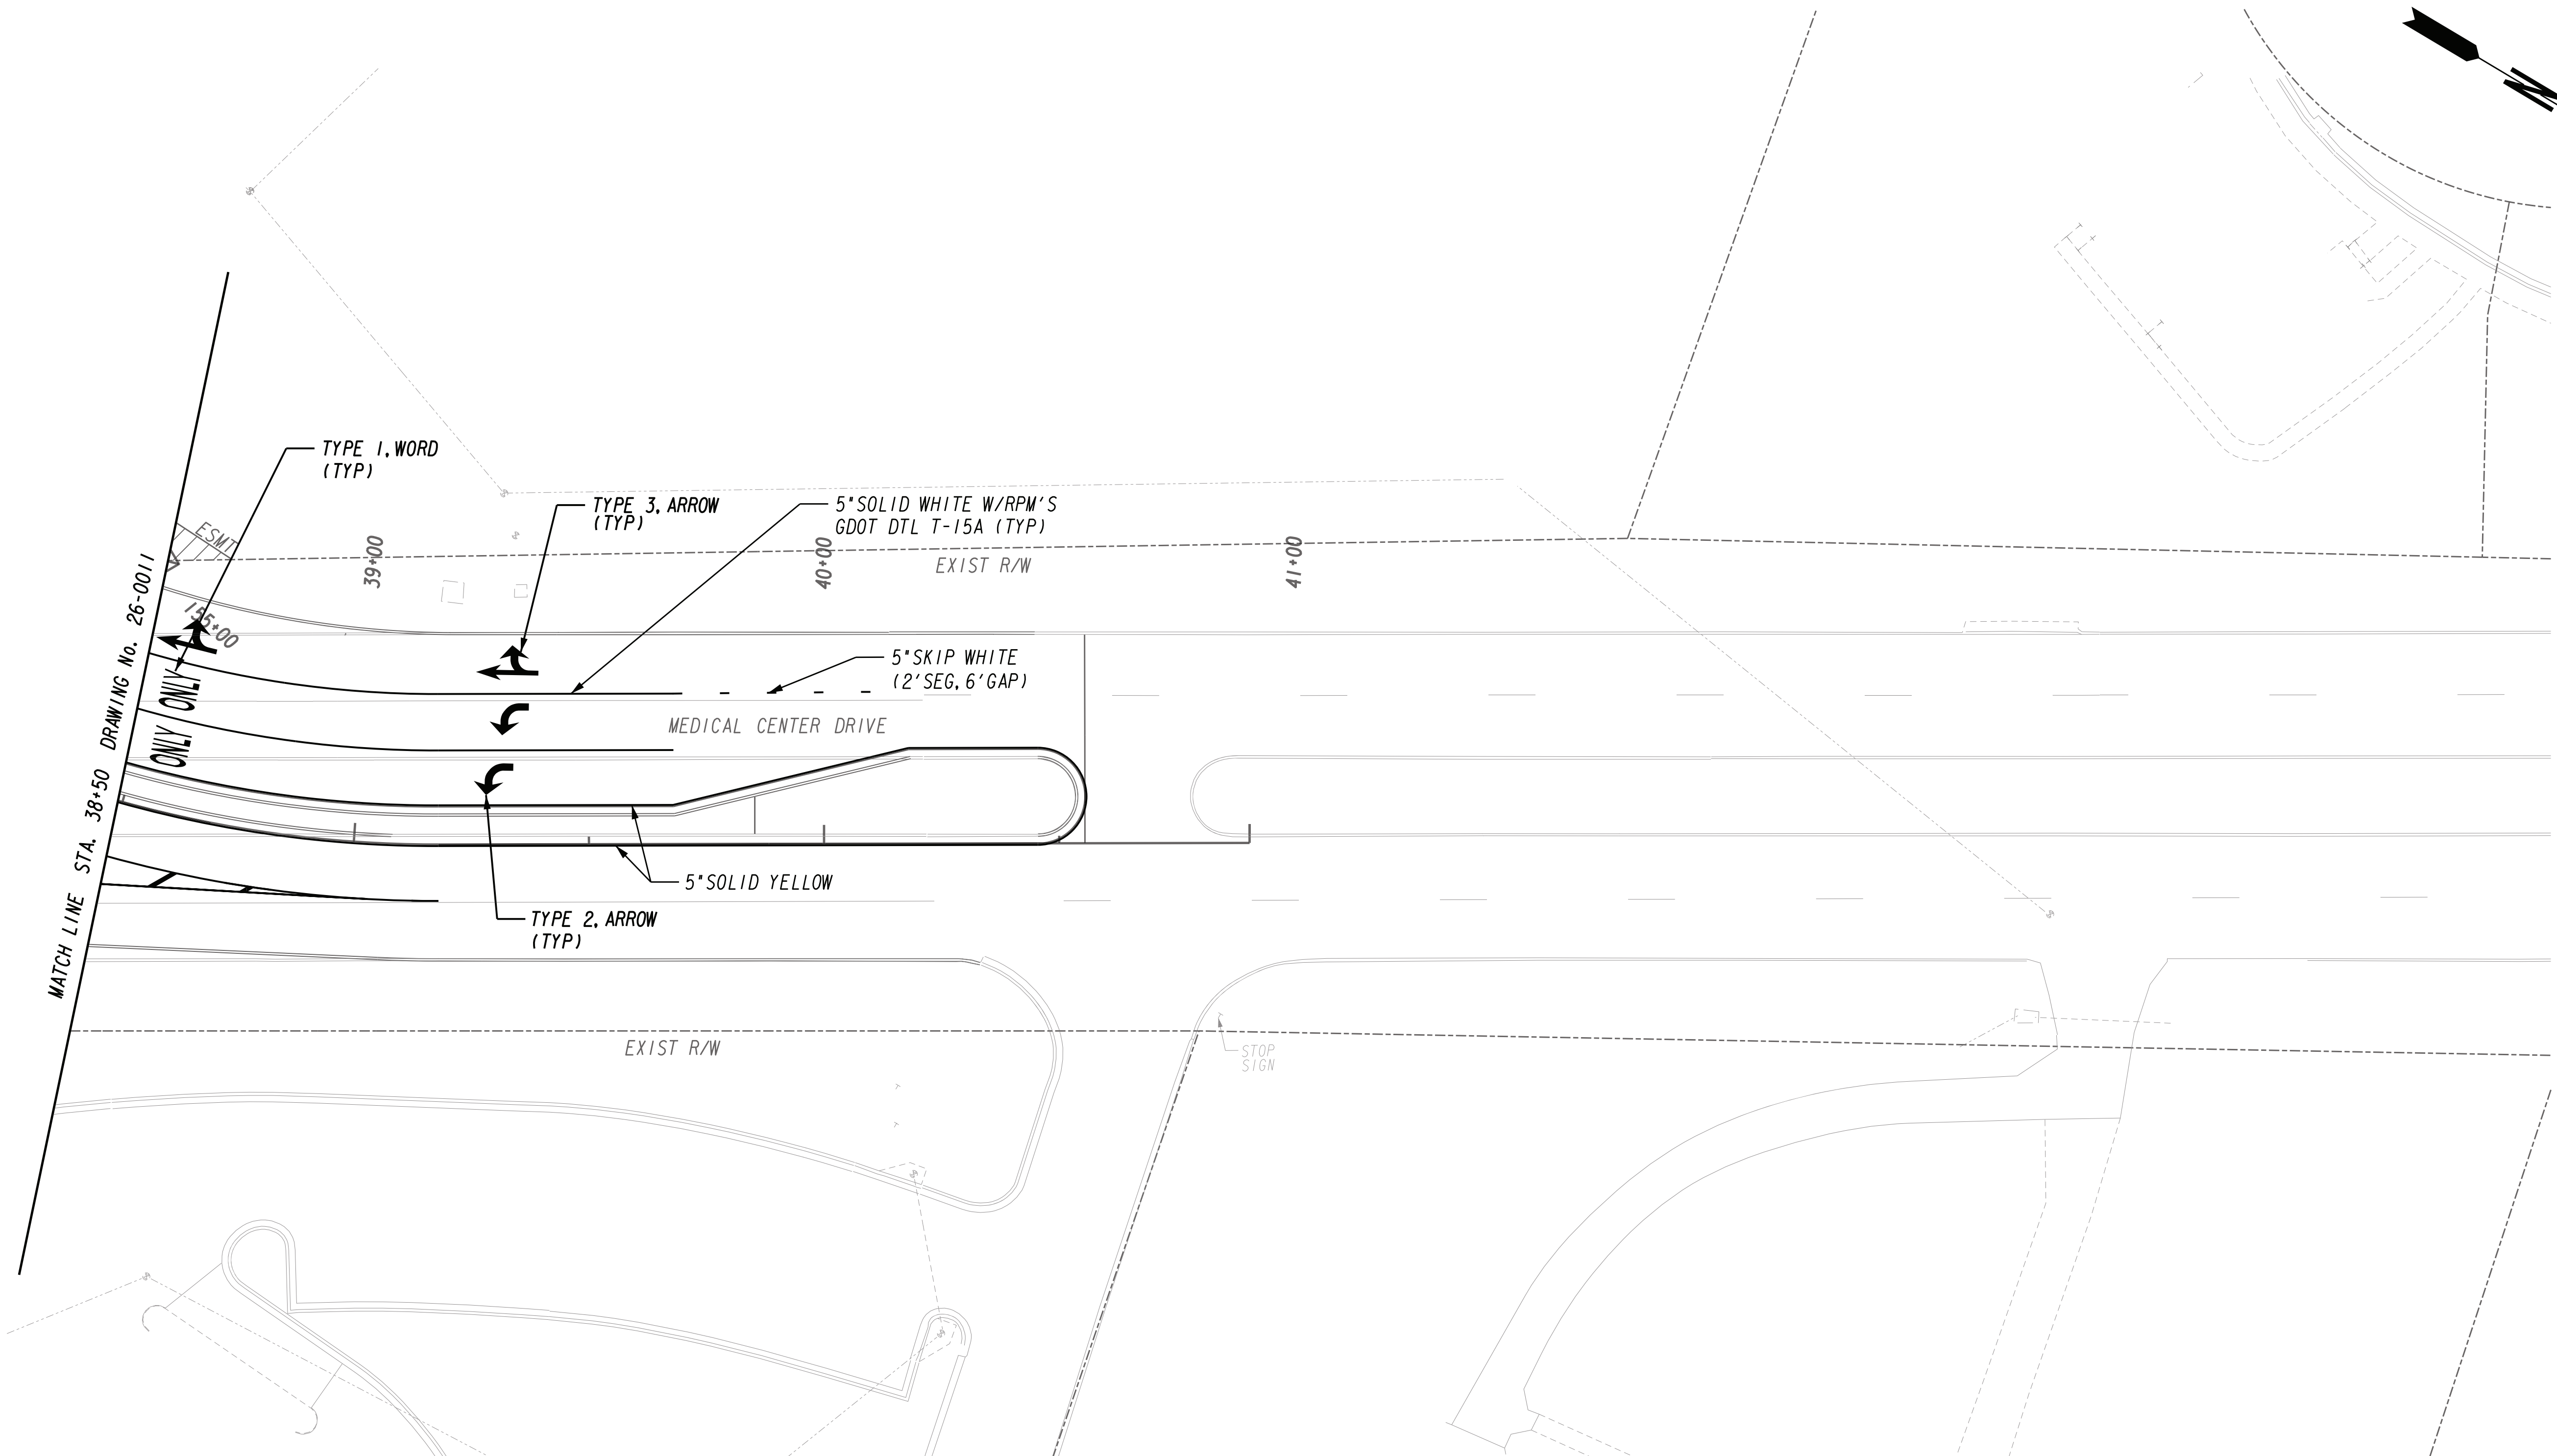 N
TYPE 1, WORD
(TYP)
TYPE 3, ARROW
(TYP)
5" SOLID WHITE W/RPM'S
GDOT DTL T-15A (TYP)
ESMT
39+00
40+00
41+00
EXIST R/W
155+00
5" SKIP WHITE
(2' SEG, 6' GAP)
ONLY
ONLY
MEDICAL CENTER DRIVE
MATCH LINE STA. 38+50 DRAWING No. 26-0011
5" SOLID YELLOW
TYPE 2, ARROW
(TYP)
EXIST R/W
STOP
SIGN